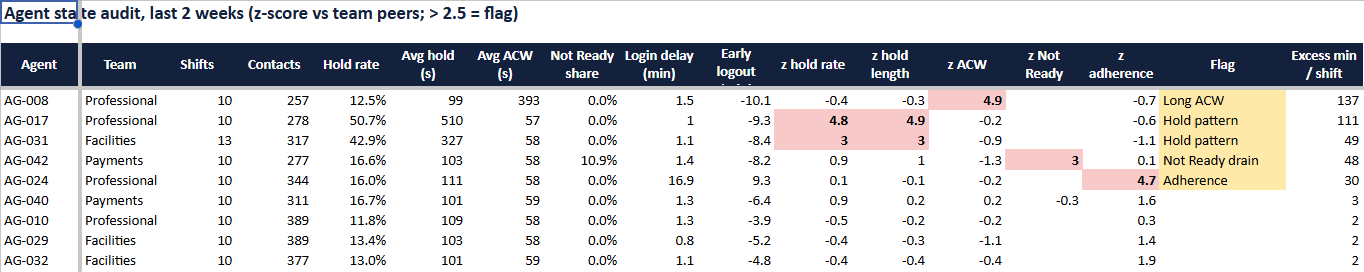 Agent state audit, last 2 weeks (z-score vs team peers; > 2.5 = flag)
Agent Team Shifts Contacts Hold rate Avg hold (s) Avg ACW (s) Not Ready share Login delay (min) Early logout z hold rate z hold length z ACW z Not Ready z adherence Flag Excess min / shift
AG-008 Professional 10 257 12.5% 99 393 0.0% 1.5 -10.1 -0.4 -0.3 4.9 -0.7 Long ACW 137
AG-017 Professional 10 278 50.7% 510 57 0.0% 1 -9.3 4.8 4.9 -0.2 -0.6 Hold pattern 111
AG-031 Facilities 13 317 42.9% 327 58 0.0% 1.1 -8.4 3 3 -0.9 -1.1 Hold pattern 49
AG-042 Payments 10 277 16.6% 103 58 10.9% 1.4 -8.2 0.9 1 -1.3 3 0.1 Not Ready drain 48
AG-024 Professional 10 344 16.0% 111 58 0.0% 16.9 9.3 0.1 -0.1 -0.2 4.7 Adherence 30
AG-040 Payments 10 311 16.7% 101 59 0.0% 1.3 -6.4 0.9 0.2 0.2 -0.3 1.6 3
AG-010 Professional 10 389 11.8% 109 58 0.0% 1.3 -3.9 -0.5 -0.2 -0.2 0.3 2
AG-029 Facilities 10 389 13.4% 103 58 0.0% 0.8 -5.2 -0.4 -0.3 -1.1 1.4 2
AG-032 Facilities 10 377 13.0% 101 59 0.0% 1.1 -4.8 -0.4 -0.4 -0.4 1.9 2